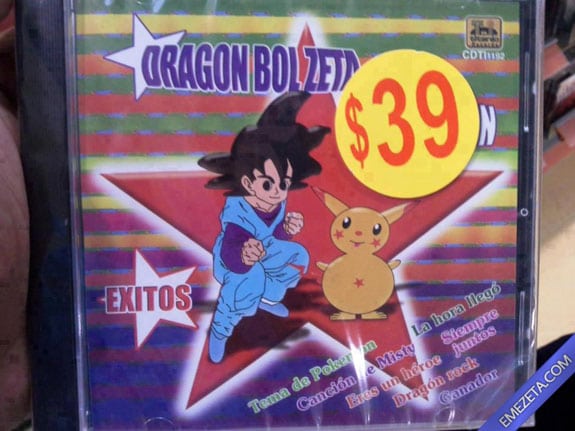 DRAGON BOL ZETA
CDTI1192
$39
N
EXITOS
La hora llegó
Siempre
juntos
Tema de Pokemon
Canción de Misty
Eres un héroe
Dragón rock
Ganador
EMEZETA.COM